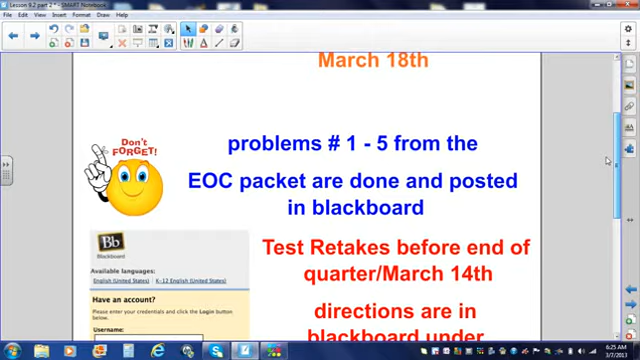 Lesson 9.2 part 2 * - SMART Notebook
File Edit View Insert Format Draw Help
March 18th
Don't
FORGET!
problems # 1 - 5 from the
EOC packet are done and posted
in blackboard
Bb
Blackboard
Available languages:
English (United States) K-12 English (United States)
Have an account?
Please enter your credentials and click the Login button
below.
Username:
Test Retakes before end of
quarter/March 14th
directions are in
blackboard under
6:25 AM
3/7/2013